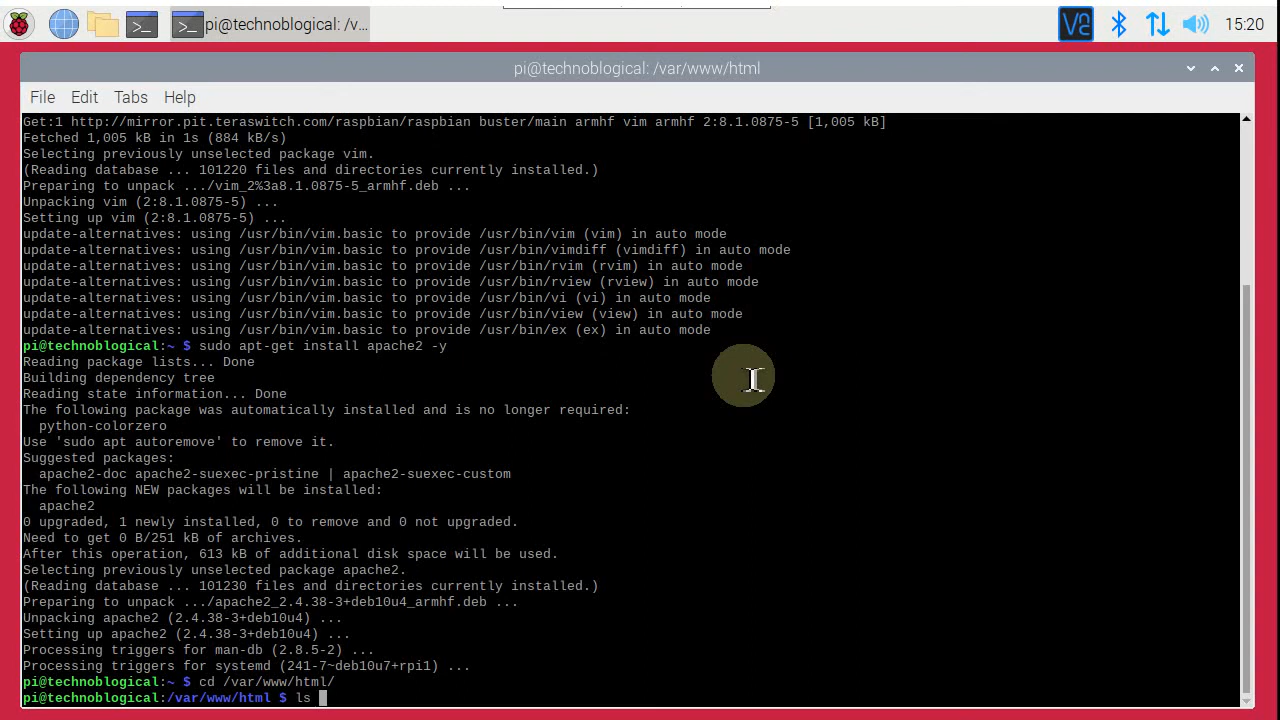 pi@technoblogical: /v...
15:20
pi@technoblogical: /var/www/html
File Edit Tabs Help
Get:1 http://mirror.pit.teraswitch.com/raspbian/raspbian buster/main armhf vim armhf 2:8.1.0875-5 [1,005 kB]
Fetched 1,005 kB in 1s (884 kB/s)
Selecting previously unselected package vim.
(Reading database ... 101220 files and directories currently installed.)
Preparing to unpack .../vim_2%3a8.1.0875-5_armhf.deb ...
Unpacking vim (2:8.1.0875-5) ...
Setting up vim (2:8.1.0875-5) ...
update-alternatives: using /usr/bin/vim.basic to provide /usr/bin/vim (vim) in auto mode
update-alternatives: using /usr/bin/vim.basic to provide /usr/bin/vimdiff (vimdiff) in auto mode
update-alternatives: using /usr/bin/vim.basic to provide /usr/bin/rvim (rvim) in auto mode
update-alternatives: using /usr/bin/vim.basic to provide /usr/bin/rview (rview) in auto mode
update-alternatives: using /usr/bin/vim.basic to provide /usr/bin/vi (vi) in auto mode
update-alternatives: using /usr/bin/vim.basic to provide /usr/bin/view (view) in auto mode
update-alternatives: using /usr/bin/vim.basic to provide /usr/bin/ex (ex) in auto mode
pi@technoblogical:~ $ sudo apt-get install apache2 -y
Reading package lists... Done
Building dependency tree
Reading state information... Done
The following package was automatically installed and is no longer required:
python-colorzero
Use 'sudo apt autoremove' to remove it.
Suggested packages:
apache2-doc apache2-suexec-pristine | apache2-suexec-custom
The following NEW packages will be installed:
apache2
0 upgraded, 1 newly installed, 0 to remove and 0 not upgraded.
Need to get 0 B/251 kB of archives.
After this operation, 613 kB of additional disk space will be used.
Selecting previously unselected package apache2.
(Reading database ... 101230 files and directories currently installed.)
Preparing to unpack .../apache2_2.4.38-3+deb10u4_armhf.deb ...
Unpacking apache2 (2.4.38-3+deb10u4) ...
Setting up apache2 (2.4.38-3+deb10u4) ...
Processing triggers for man-db (2.8.5-2) ...
Processing triggers for systemd (241-7~deb10u7+rpi1) ...
pi@technoblogical:~ $ cd /var/www/html/
pi@technoblogical:/var/www/html $ ls